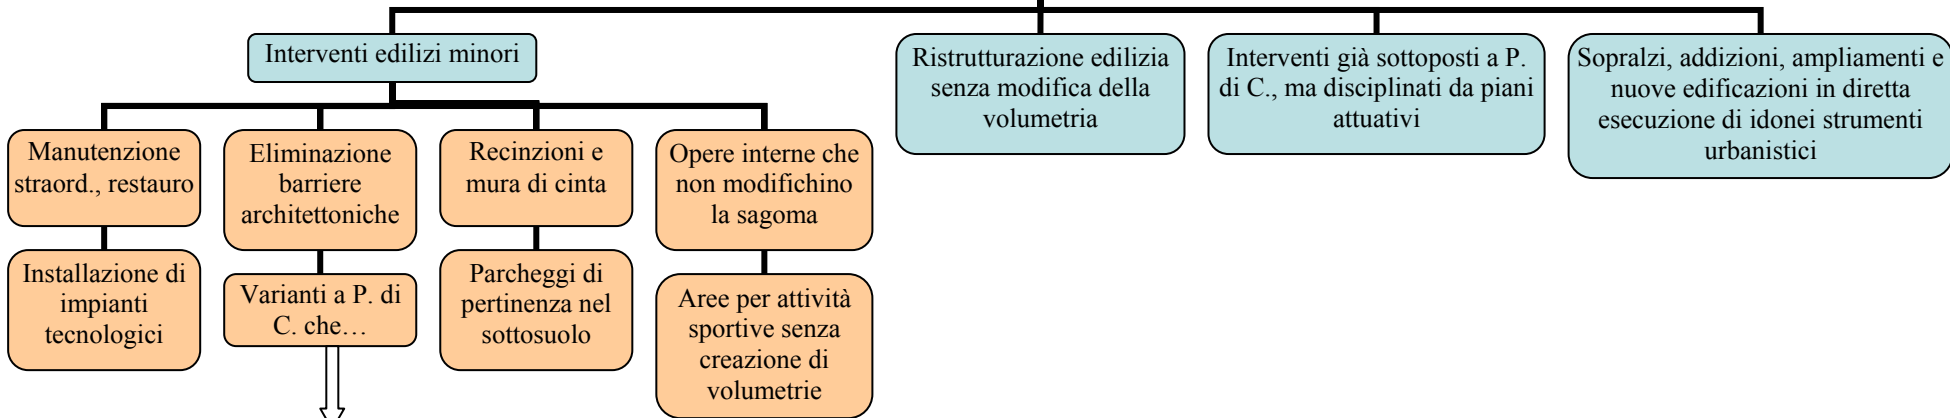 Interventi edilizi minori
Ristrutturazione edilizia
senza modifica della
volumetria
Interventi già sottoposti a P.
di C., ma disciplinati da piani
attuativi
Sopralzi, addizioni, ampliamenti e
nuove edificazioni in diretta
esecuzione di idonei strumenti
urbanistici
Manutenzione
straord., restauro
Eliminazione
barriere
architettoniche
Recinzioni e
mura di cinta
Opere interne che
non modifichino
la sagoma
Installazione di
impianti
tecnologici
Varianti a P. di
C. che…
Parcheggi di
pertinenza nel
sottosuolo
Aree per attività
sportive senza
creazione di
volumetrie